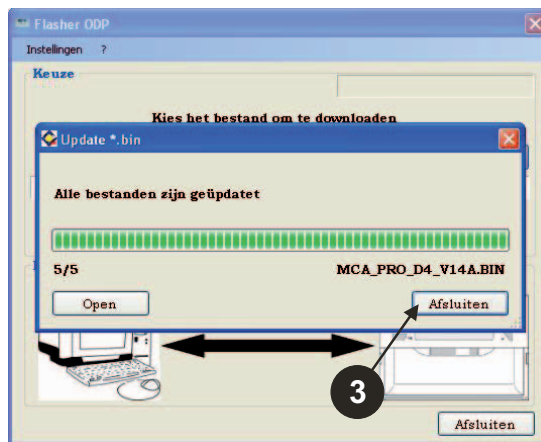 Flasher ODP
Instellingen ?
Keuze
Kies het bestand om te downloaden
Update *.bin
Alle bestanden zijn geüpdatet
5/5 MCA_PRO_D4_V14A.BIN
Open Afsluiten
3
Afsluiten